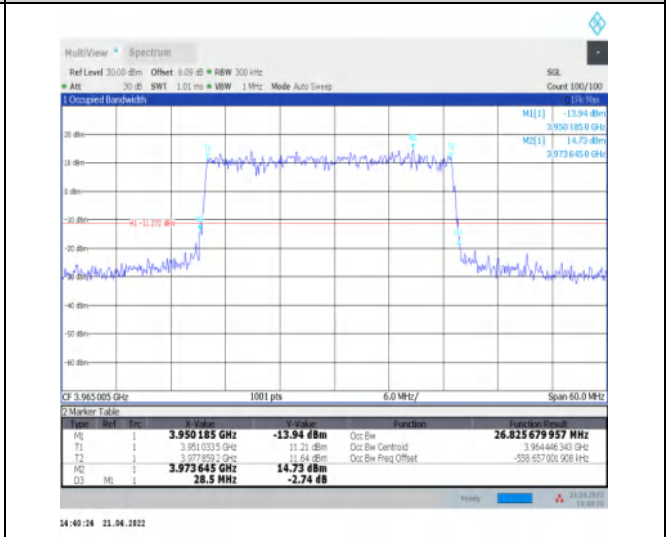 MultiView Spectrum
Ref Level 30.00 dBm Offset 8.09 dB RBW 300 kHz SGL
Att 30 dB SWT 1.01 ms VBW 1 MHz Mode Auto Sweep Count 100/100
1 Occupied Bandwidth 1Pk Max
M1[1] -13.94 dBm
3.950 185 0 GHz
M2[1] 14.73 dBm
3.973 645 0 GHz
20 dBm
10 dBm
0 dBm
-10 dBm
H1 -11.272 dBm
-20 dBm
-30 dBm
-40 dBm
-50 dBm
-60 dBm
CF 3.965 005 GHz 1001 pts 6.0 MHz/ Span 60.0 MHz
2 Marker Table
Type Ref Trc X-Value Y-Value Function Function Result
M1 1 3.950 185 GHz -13.94 dBm Occ Bw 26.825 679 957 MHz
T1 1 3.951 033 5 GHz 11.21 dBm Occ Bw Centroid 3.964 446 343 GHz
T2 1 3.977 859 2 GHz 11.64 dBm Occ Bw Freq Offset -558.657 001 908 kHz
M2 1 3.973 645 GHz 14.73 dBm
D3 M1 1 28.5 MHz -2.74 dB
Ready 21.04.2022
14:40:26 21.04.2022